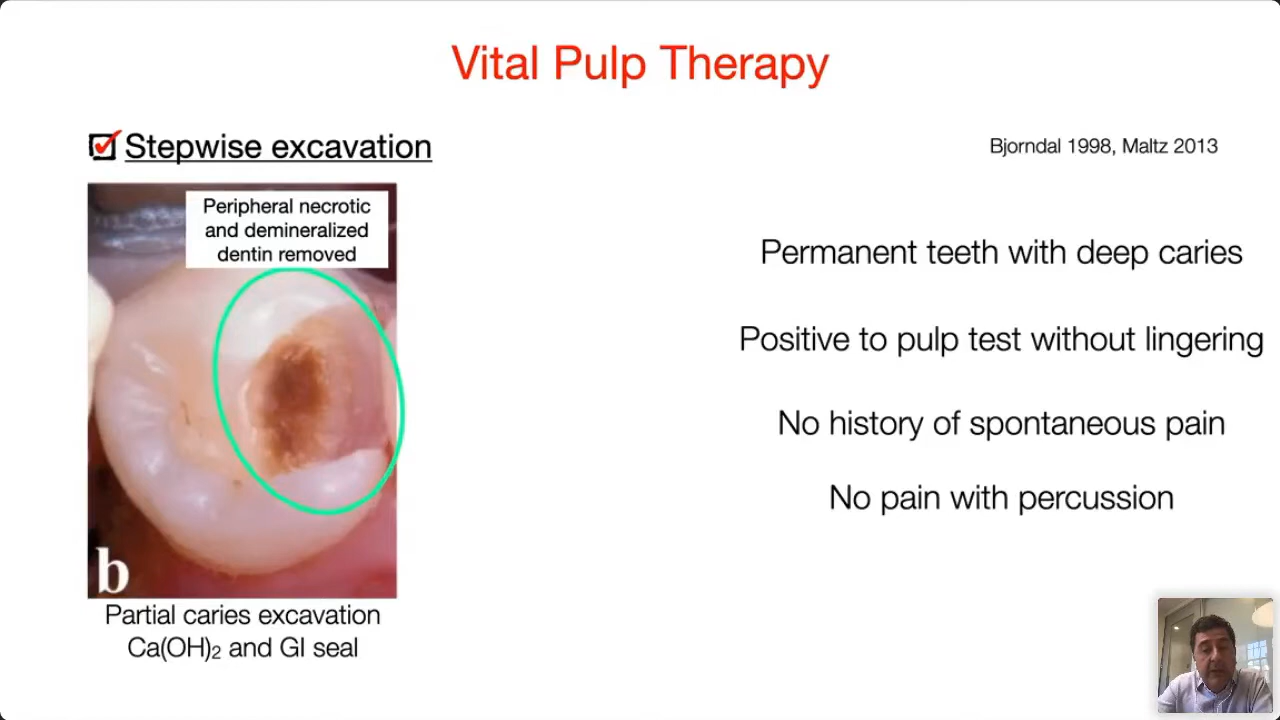 Vital Pulp Therapy
Stepwise excavation
Bjorndal 1998, Maltz 2013
Peripheral necrotic
and demineralized
dentin removed
b
Partial caries excavation
Ca(OH)₂ and GI seal
Permanent teeth with deep caries
Positive to pulp test without lingering
No history of spontaneous pain
No pain with percussion